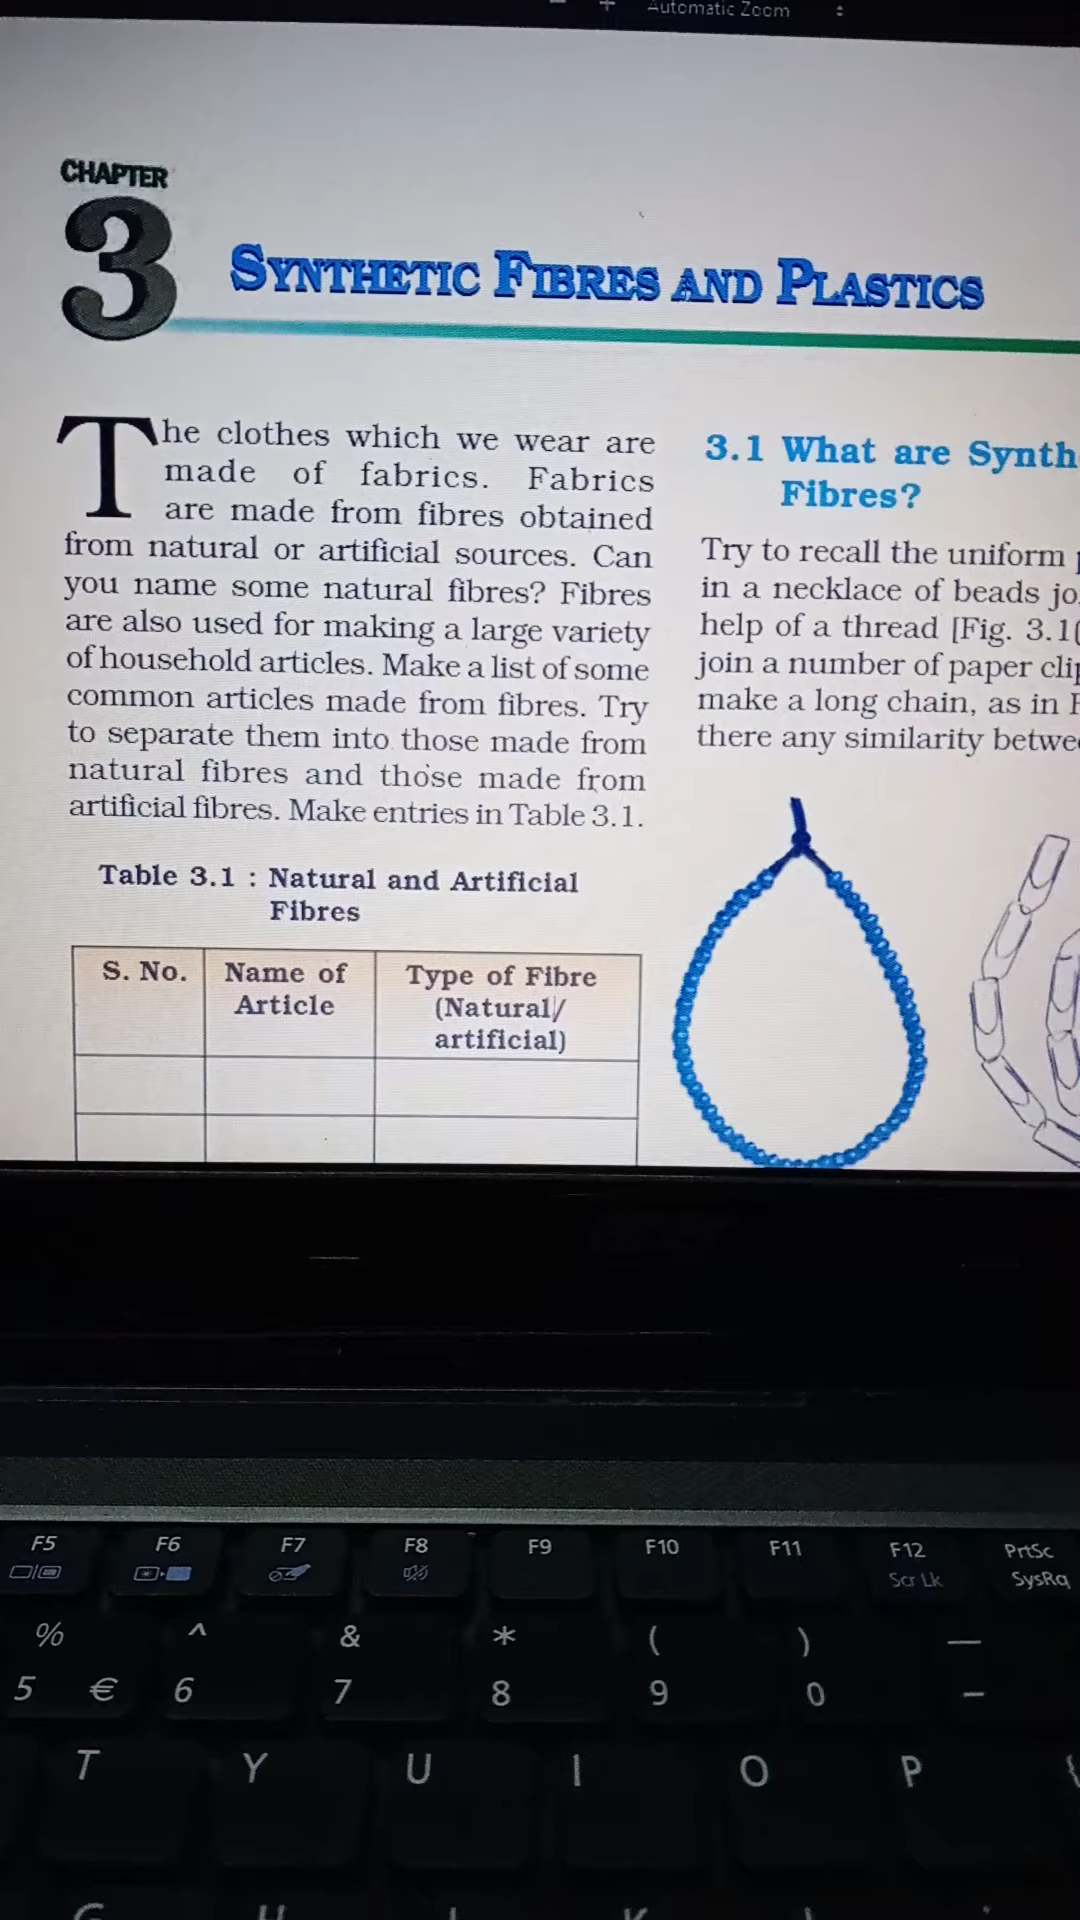 Automatic Zoom
CHAPTER
3
SYNTHETIC FIBRES AND PLASTICS
The clothes which we wear are
made of fabrics. Fabrics
are made from fibres obtained
from natural or artificial sources. Can
you name some natural fibres? Fibres
are also used for making a large variety
of household articles. Make a list of some
common articles made from fibres. Try
to separate them into those made from
natural fibres and those made from
artificial fibres. Make entries in Table 3.1.
Table 3.1 : Natural and Artificial
Fibres
S. No.
Name of
Article
Type of Fibre
(Natural/
artificial)
3.1 What are Synth
Fibres?
Try to recall the uniform
in a necklace of beads jo
help of a thread [Fig. 3.1(
join a number of paper clip
make a long chain, as in F
there any similarity betwe
F5 F6 F7 F8 F9 F10 F11 F12 PrtSc
Scr Lk SysRq
% ^ & * ( ) —
5 € 6 7 8 9 0 -
T Y U I O P {